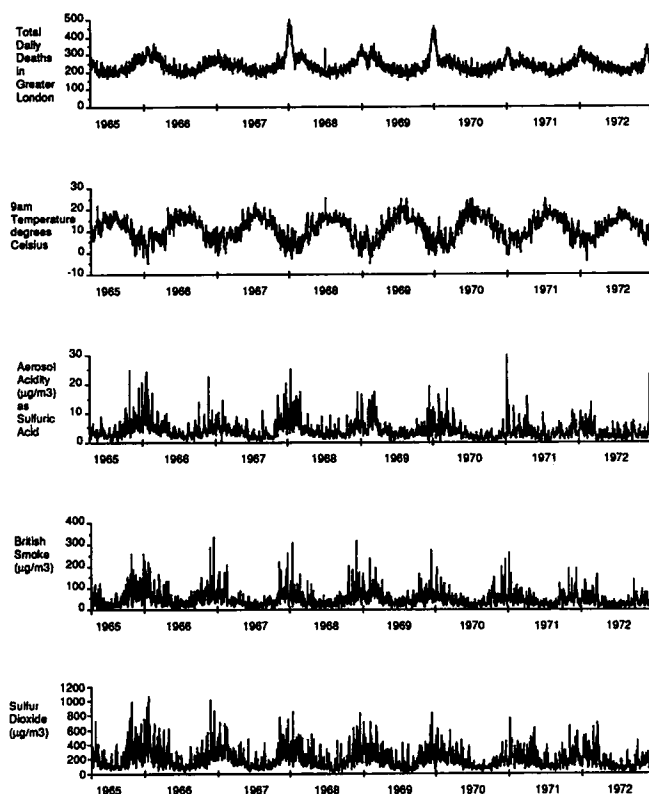 Total
Daily
Deaths
in
Greater
London
500
400
300
200
100
0
1965 1966 1967 1968 1969 1970 1971 1972
9am
Temperature
degrees
Celsius
30
20
10
0
-10
1965 1966 1967 1968 1969 1970 1971 1972
Aerosol
Acidity
(µg/m3)
as
Sulfuric
Acid
30
20
10
0
1965 1966 1967 1968 1969 1970 1971 1972
British
Smoke
(µg/m3)
400
300
200
100
0
1965 1966 1967 1968 1969 1970 1971 1972
Sulfur
Dioxide
(µg/m3)
1200
1000
800
600
400
200
0
1965 1966 1967 1968 1969 1970 1971 1972